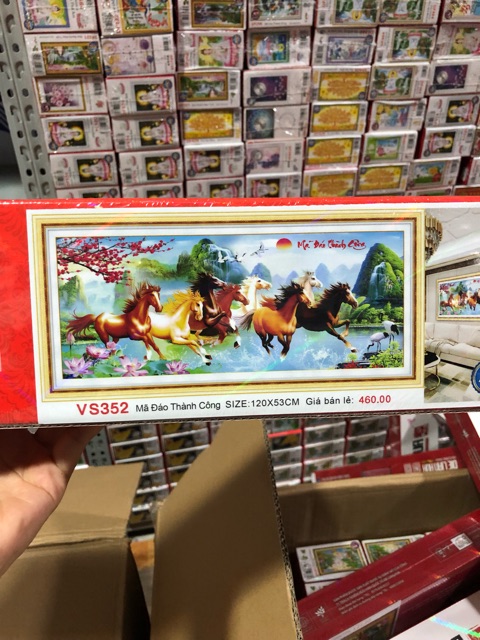 Mã Đáo Thành Công
VS352 Mã Đáo Thành Công SIZE:120X53CM Giá bán lẻ: 460.00